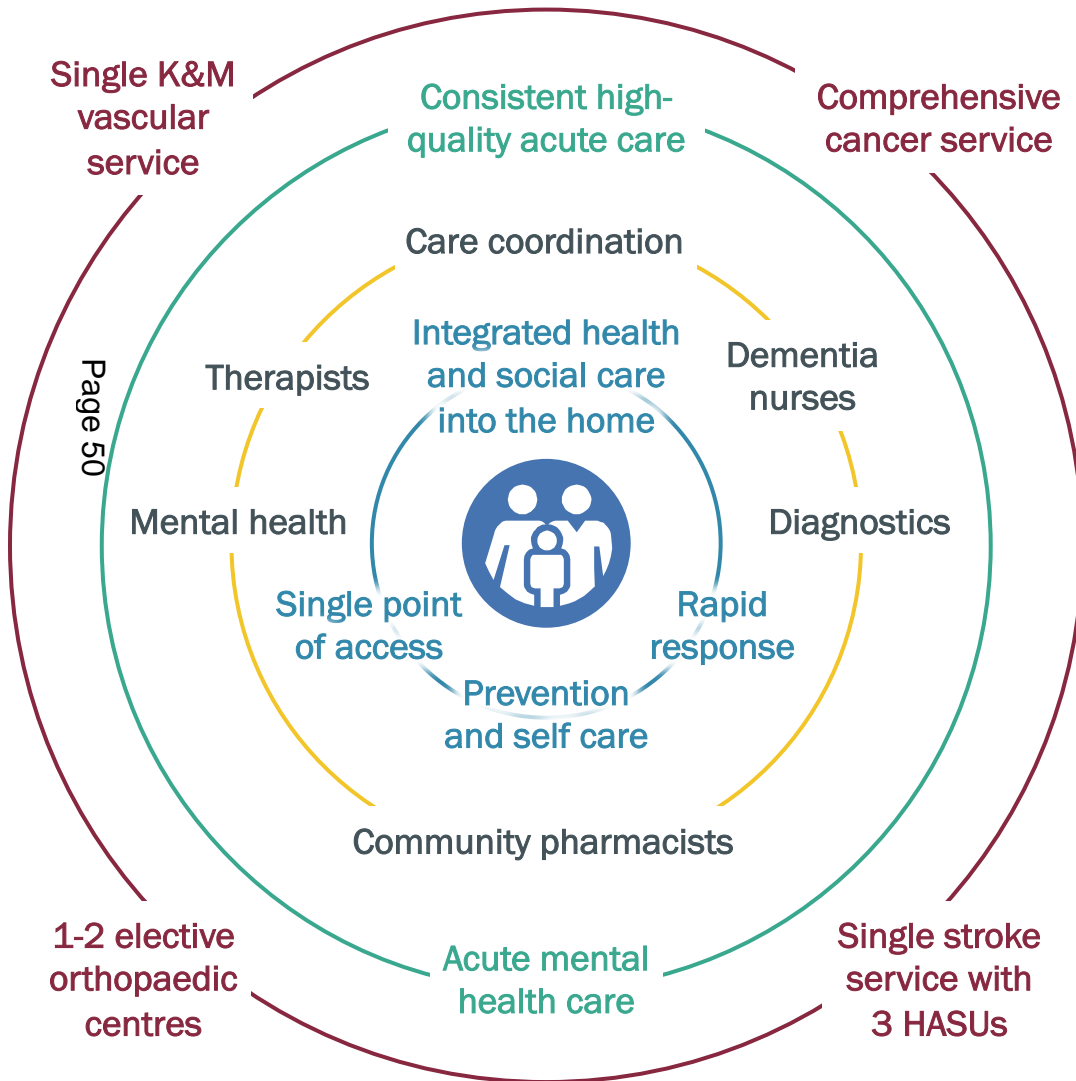 Single K&M
vascular
service
Consistent high-
quality acute care
Comprehensive
cancer service
Care coordination
Integrated health
and social care
into the home
Therapists
Dementia
nurses
Page 50
Mental health
Diagnostics
Single point
of access
Rapid
response
Prevention
and self care
Community pharmacists
1-2 elective
orthopaedic
centres
Acute mental
health care
Single stroke
service with
3 HASUs